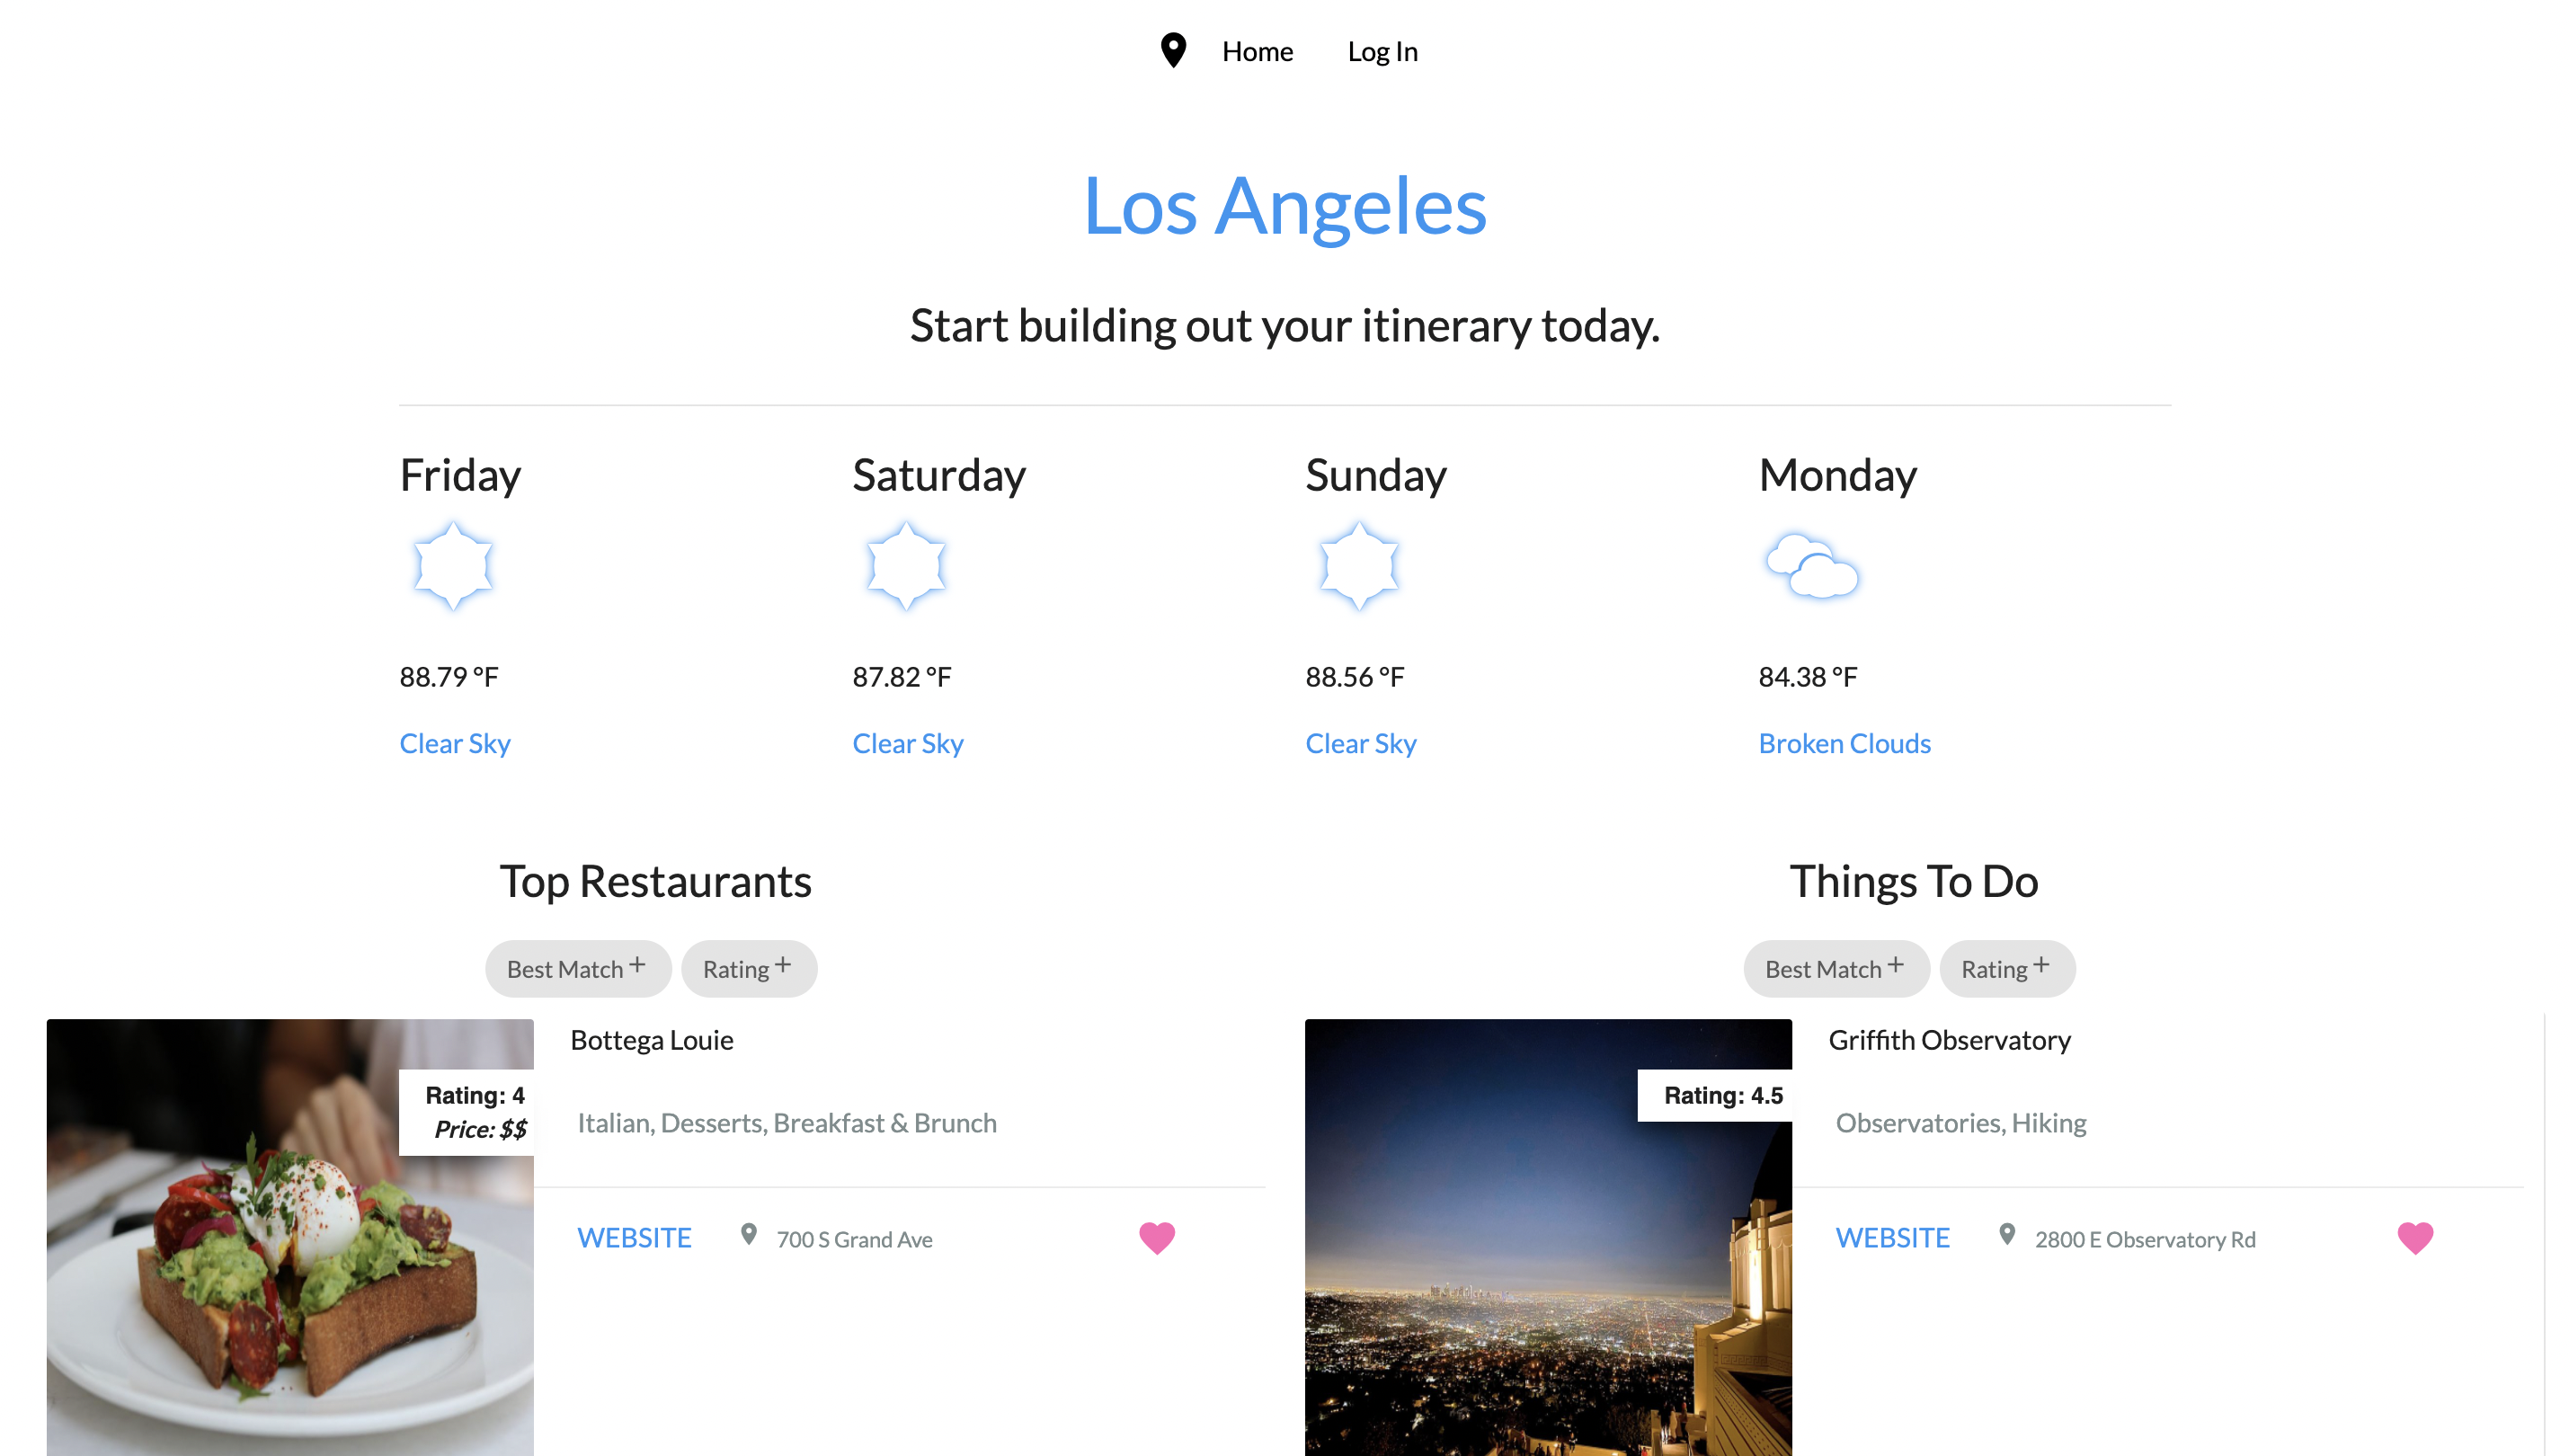 Home Log In
Los Angeles
Start building out your itinerary today.
Friday Saturday Sunday Monday
88.79 °F 87.82 °F 88.56 °F 84.38 °F
Clear Sky Clear Sky Clear Sky Broken Clouds
Top Restaurants
Best Match + Rating +
Bottega Louie
Rating: 4
Price: $$
Italian, Desserts, Breakfast & Brunch
WEBSITE 700 S Grand Ave
Things To Do
Best Match + Rating +
Griffith Observatory
Rating: 4.5
Observatories, Hiking
WEBSITE 2800 E Observatory Rd